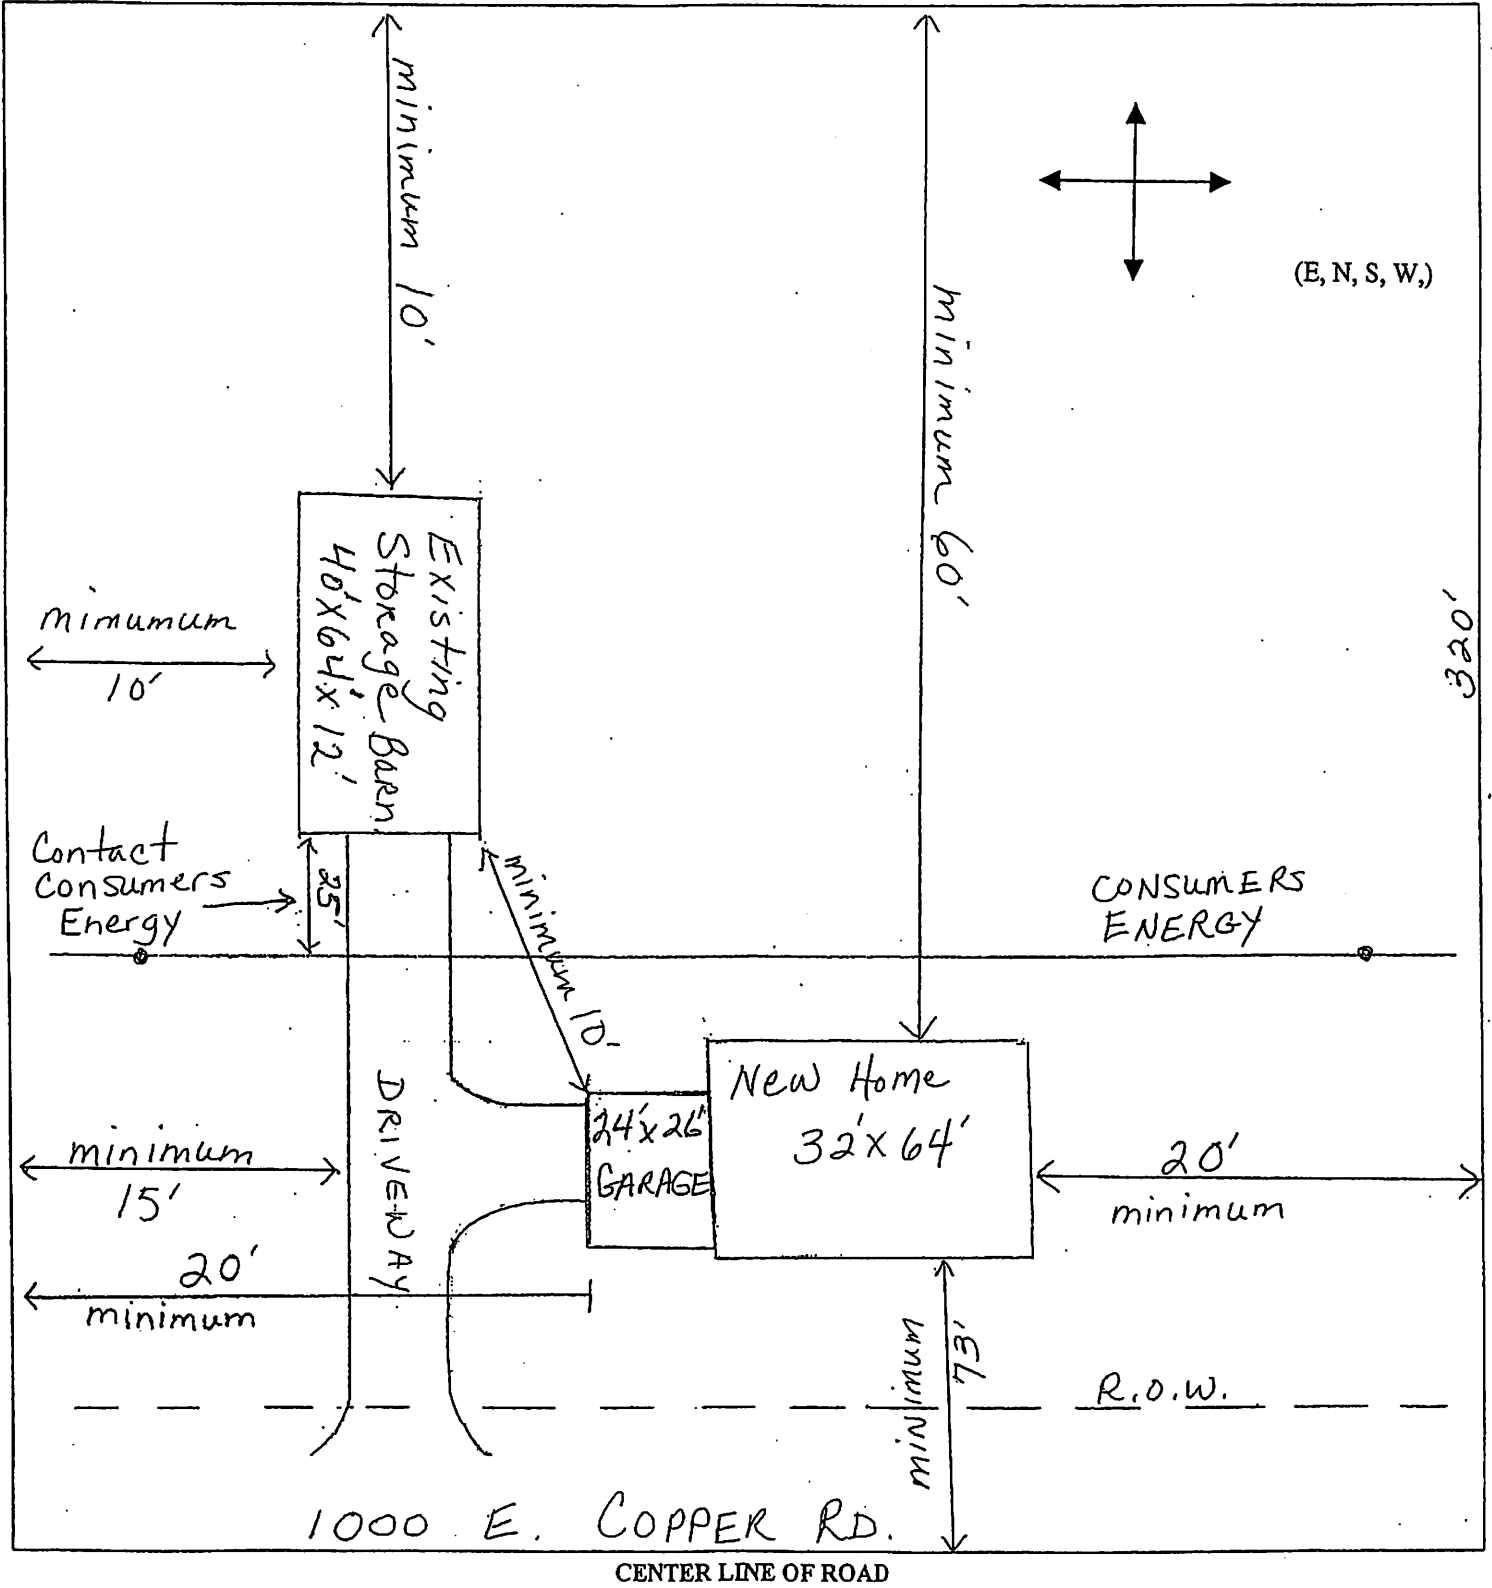 minimum 10'
(E, N, S, W,)
minimum 60'
320'
Existing
Storage Barn
40'x64'x12'
mimumum
10'
Contact
Consumers
Energy
25'
minimum 10-
CONSUMERS
ENERGY
DRIVEWAY
24'x26'
GARAGE
New Home
32'x64'
minimum
15'
20'
minimum
20'
minimum
minimum
73'
R.O.W.
1000 E. COPPER RD.
CENTER LINE OF ROAD